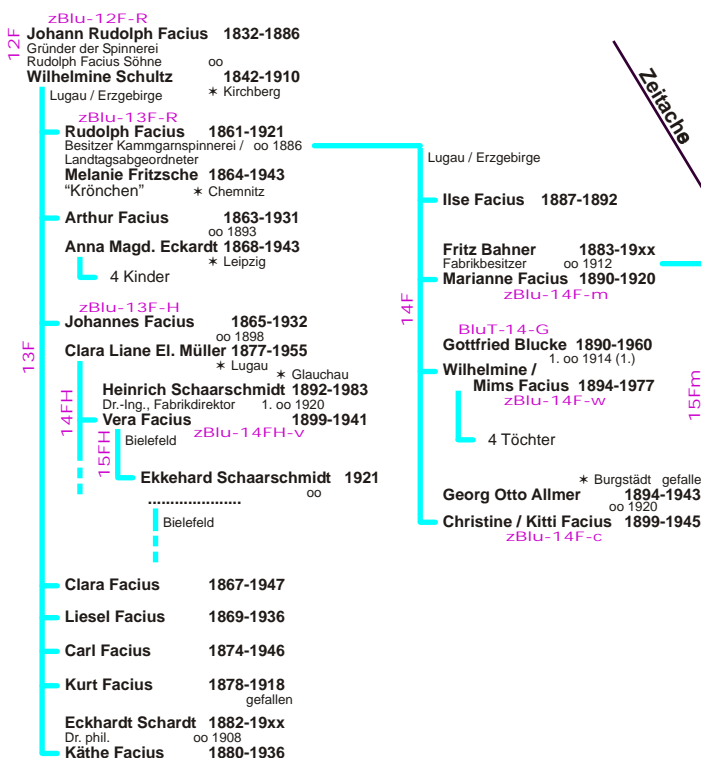 zBlu-12F-R
12F
Johann Rudolph Facius 1832-1886
Gründer der Spinnerei
Rudolph Facius Söhne oo
Wilhelmine Schultz 1842-1910
Lugau / Erzgebirge ✶ Kirchberg
13F
zBlu-13F-R
Rudolph Facius 1861-1921
Besitzer Kammgarnspinnerei / oo 1886
Landtagsabgeordneter
Melanie Fritzsche 1864-1943
"Krönchen" ✶ Chemnitz
Arthur Facius 1863-1931
oo 1893
Anna Magd. Eckardt 1868-1943
✶ Leipzig
4 Kinder
zBlu-13F-H
Johannes Facius 1865-1932
oo 1898
Clara Liane El. Müller 1877-1955
✶ Lugau
14FH
✶ Glauchau
Heinrich Schaarschmidt 1892-1983
Dr.-Ing., Fabrikdirektor 1. oo 1920
Vera Facius 1899-1941
zBlu-14FH-v
15FH
Bielefeld
Ekkehard Schaarschmidt 1921
oo
.....................
Bielefeld
Clara Facius 1867-1947
Liesel Facius 1869-1936
Carl Facius 1874-1946
Kurt Facius 1878-1918
gefallen
Eckhardt Schardt 1882-19xx
Dr. phil. oo 1908
Käthe Facius 1880-1936
Zeitache
Lugau / Erzgebirge
14F
Ilse Facius 1887-1892
Fritz Bahner 1883-19xx
Fabrikbesitzer oo 1912
Marianne Facius 1890-1920
zBlu-14F-m
15Fm
BluT-14-G
Gottfried Blucke 1890-1960
1. oo 1914 (1.)
Wilhelmine /
Mims Facius 1894-1977
zBlu-14F-w
4 Töchter
✶ Burgstädt gefalle
Georg Otto Allmer 1894-1943
oo 1920
Christine / Kitti Facius 1899-1945
zBlu-14F-c